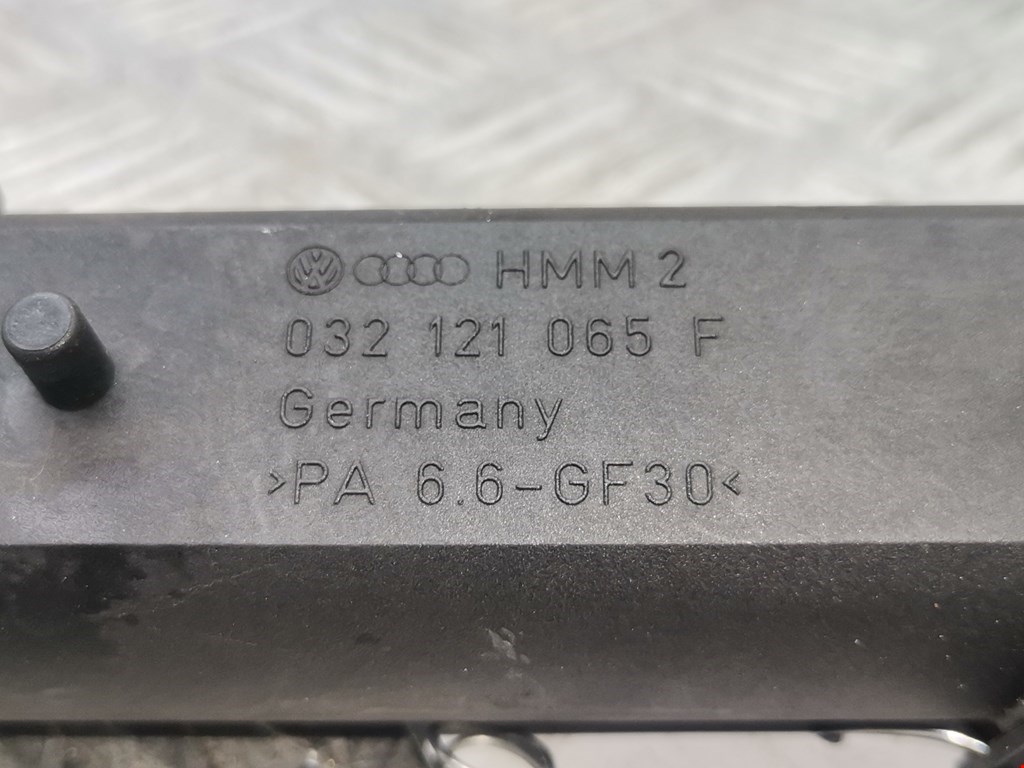 HMM 2
032 121 065 F
Germany
>PA 6.6-GF30<